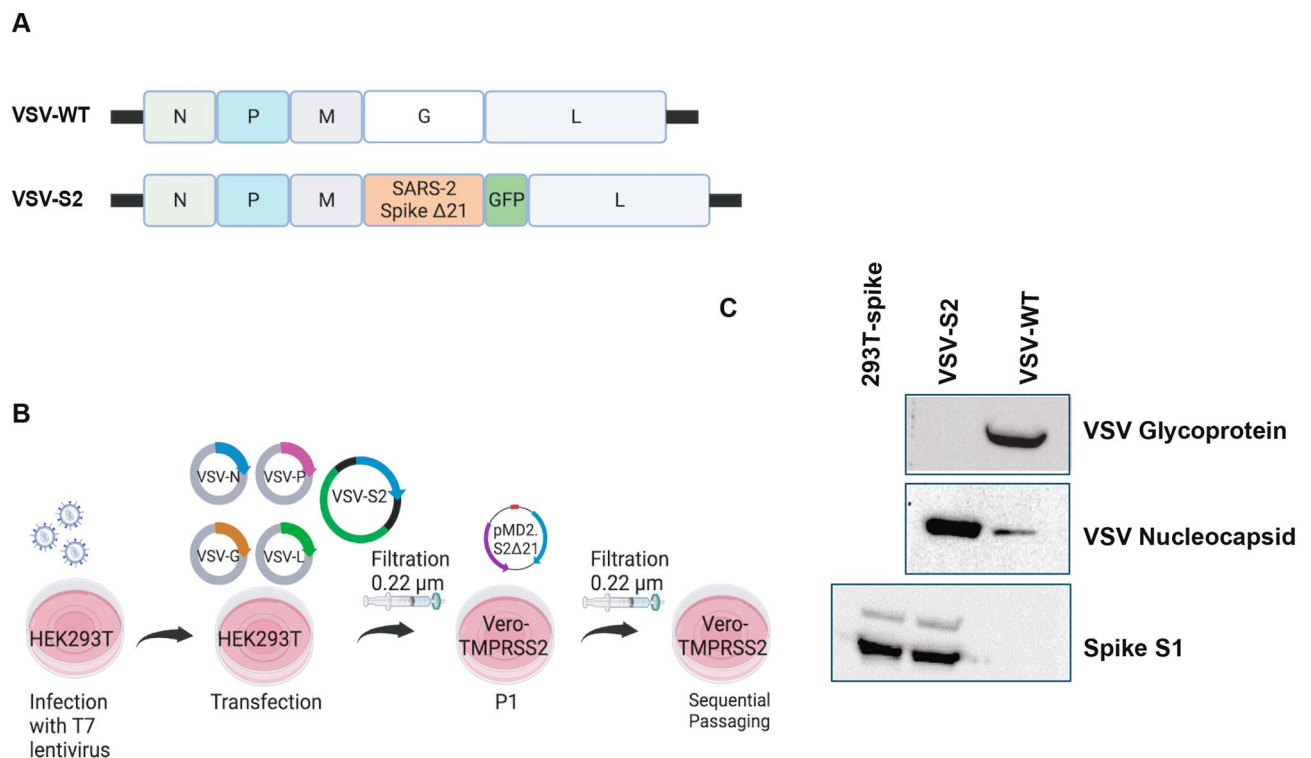 A
VSV-WT N P M G L
VSV-S2 N P M SARS-2 Spike Δ21 GFP L
B
VSV-N VSV-P VSV-S2
VSV-G VSV-L
pMD2.
S2Δ21
Filtration
0.22 μm
Filtration
0.22 μm
HEK293T
HEK293T
Vero-
TMPRSS2
Vero-
TMPRSS2
Infection
with T7
lentivirus
Transfection
P1
Sequential
Passaging
C
293T-spike
VSV-S2
VSV-WT
VSV Glycoprotein
VSV Nucleocapsid
Spike S1